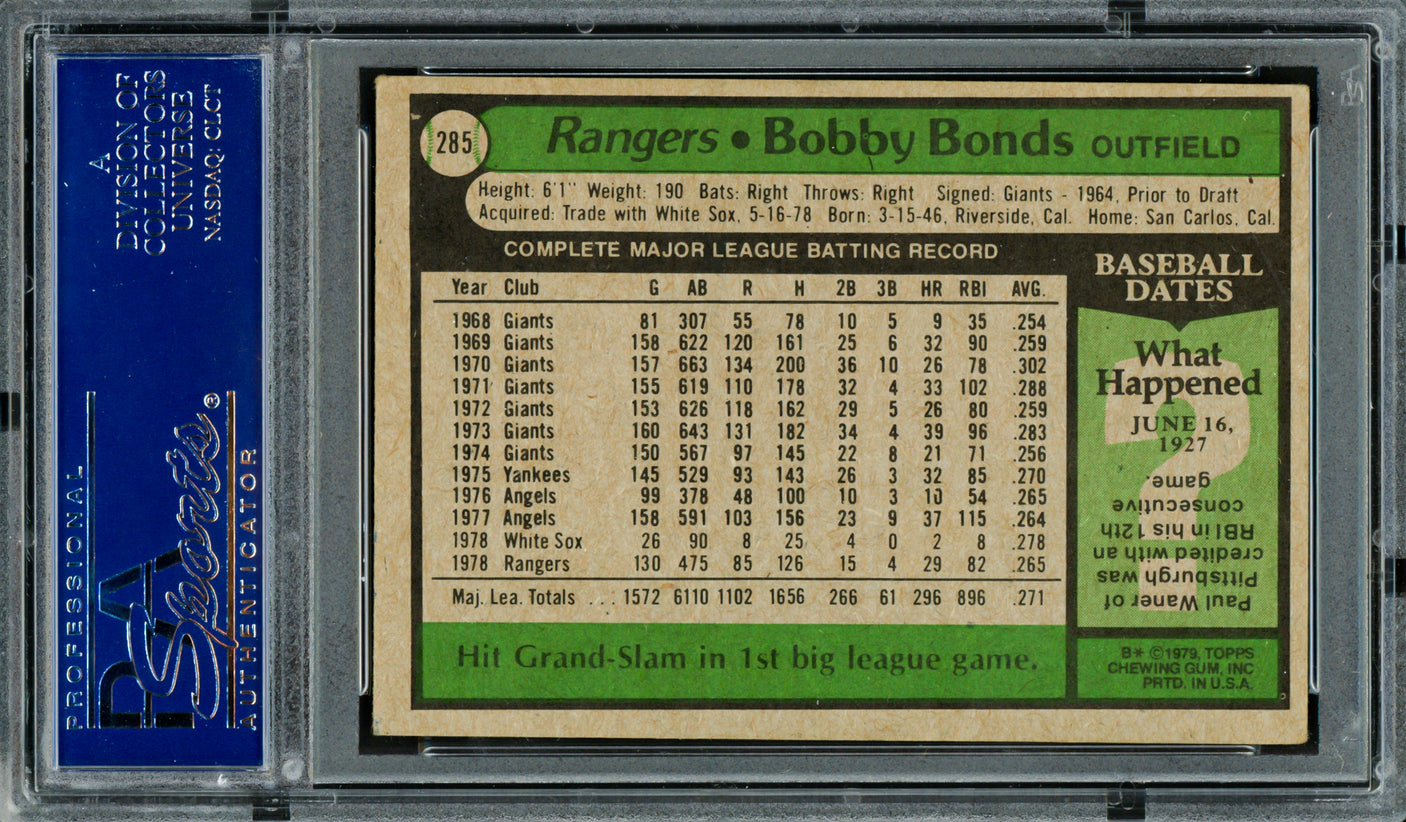 A
DIVISION OF
COLLECTORS
UNIVERSE
NASDAQ: CLCT
PROFESSIONAL
PSA
Sports®
AUTHENTICATOR
285
Rangers • Bobby Bonds OUTFIELD
Height: 6'1" Weight: 190 Bats: Right Throws: Right Signed: Giants - 1964, Prior to Draft
Acquired: Trade with White Sox, 5-16-78 Born: 3-15-46, Riverside, Cal. Home: San Carlos, Cal.
COMPLETE MAJOR LEAGUE BATTING RECORD
Year Club G AB R H 2B 3B HR RBI AVG.
1968 Giants 81 307 55 78 10 5 9 35 .254
1969 Giants 158 622 120 161 25 6 32 90 .259
1970 Giants 157 663 134 200 36 10 26 78 .302
1971 Giants 155 619 110 178 32 4 33 102 .288
1972 Giants 153 626 118 162 29 5 26 80 .259
1973 Giants 160 643 131 182 34 4 39 96 .283
1974 Giants 150 567 97 145 22 8 21 71 .256
1975 Yankees 145 529 93 143 26 3 32 85 .270
1976 Angels 99 378 48 100 10 3 10 54 .265
1977 Angels 158 591 103 156 23 9 37 115 .264
1978 White Sox 26 90 8 25 4 0 2 8 .278
1978 Rangers 130 475 85 126 15 4 29 82 .265
Maj. Lea. Totals ... 1572 6110 1102 1656 266 61 296 896 .271
Hit Grand-Slam in 1st big league game.
BASEBALL
DATES
What
Happened
JUNE 16,
1927
Paul Waner of
Pittsburgh was
credited with an
RBI in his 12th
consecutive
game.
B* ©1979, TOPPS
CHEWING GUM, INC
PRTD. IN U.S.A.
PSA